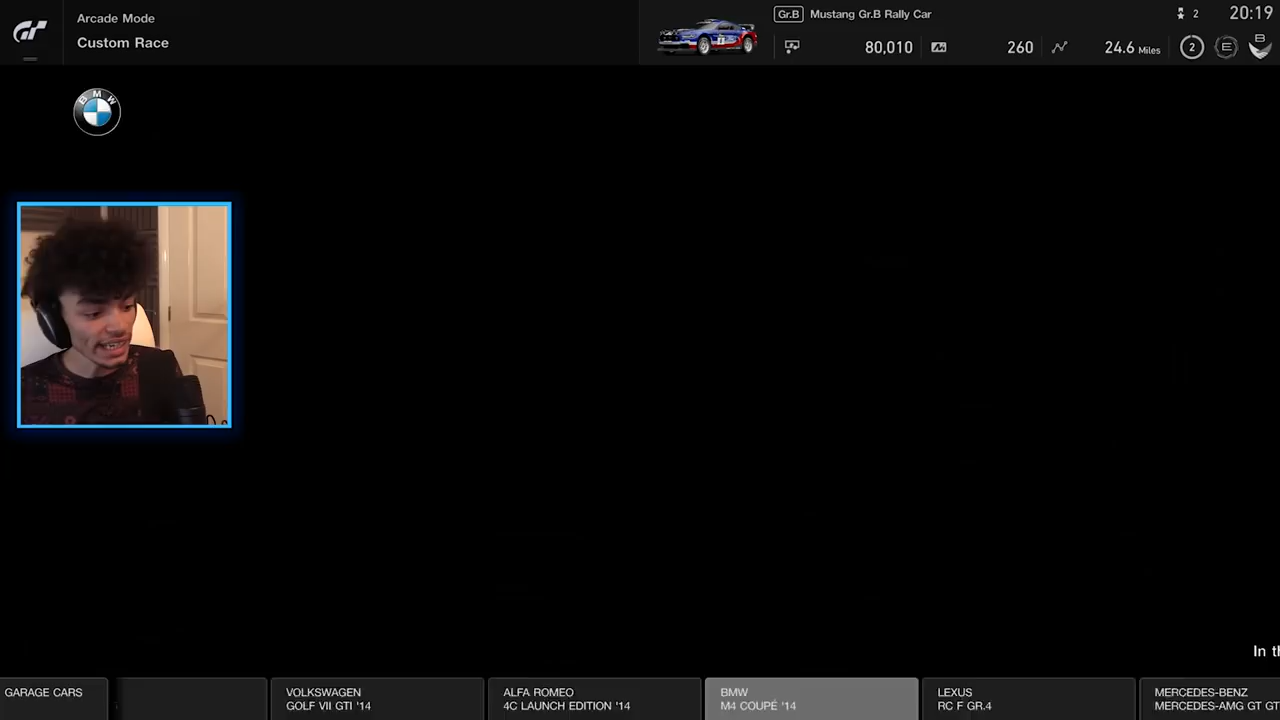 Arcade Mode
Custom Race
Gr.B Mustang Gr.B Rally Car
80,010 260 24.6 Miles
2 20:19
2 E B
BMW
In th
GARAGE CARS
VOLKSWAGEN
GOLF VII GTI '14
ALFA ROMEO
4C LAUNCH EDITION '14
BMW
M4 COUPÉ '14
LEXUS
RC F GR.4
MERCEDES-BENZ
MERCEDES-AMG GT GT